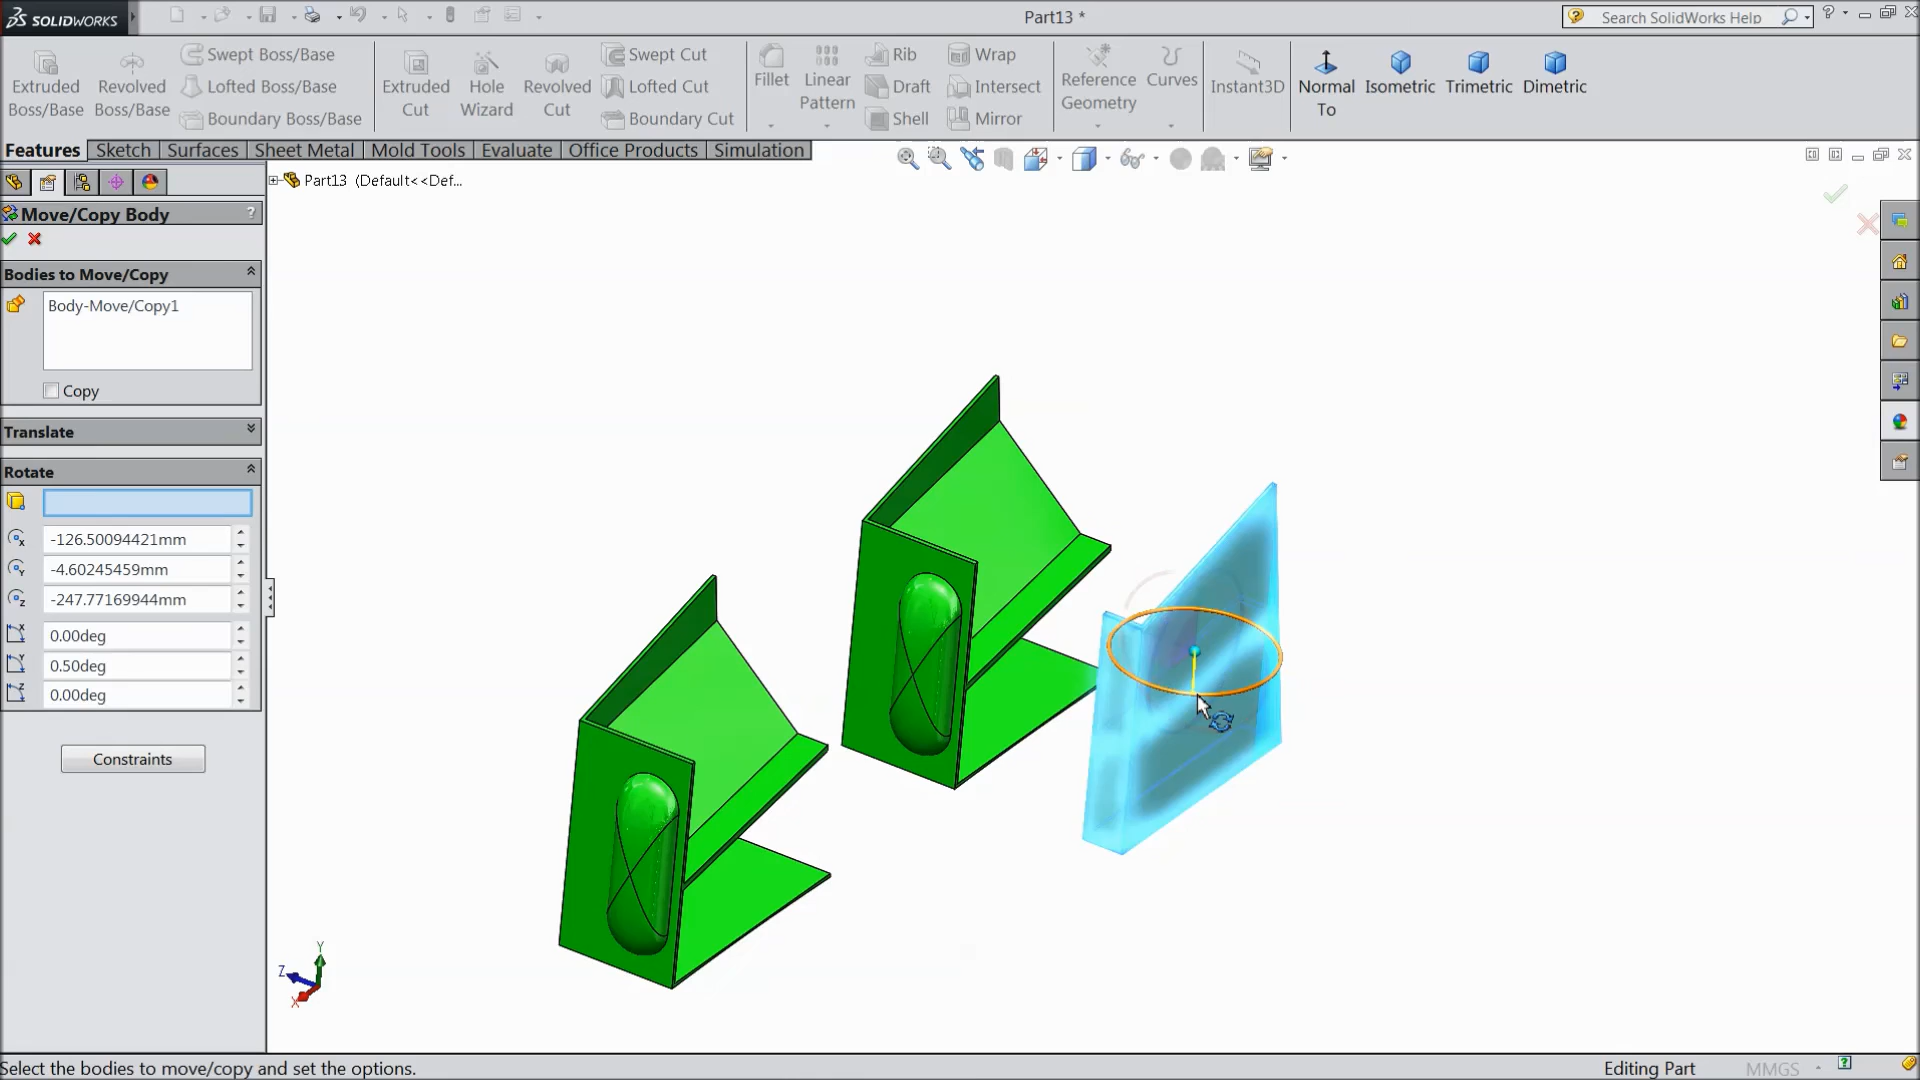 SOLIDWORKS
Part13 *
Search SolidWorks Help
Extruded Boss/Base
Revolved Boss/Base
Swept Boss/Base
Lofted Boss/Base
Boundary Boss/Base
Extruded Cut
Hole Wizard
Revolved Cut
Swept Cut
Lofted Cut
Boundary Cut
Fillet
Linear Pattern
Rib
Draft
Shell
Wrap
Intersect
Mirror
Reference Geometry
Curves
Instant3D
Normal To
Isometric
Trimetric
Dimetric
Features
Sketch
Surfaces
Sheet Metal
Mold Tools
Evaluate
Office Products
Simulation
Part13 (Default<<Def...
Move/Copy Body
?
Bodies to Move/Copy
Body-Move/Copy1
Copy
Translate
Rotate
-126.50094421mm
-4.60245459mm
-247.77169944mm
0.00deg
0.50deg
0.00deg
Constraints
Y
Z
X
Select the bodies to move/copy and set the options.
Editing Part
MMGS